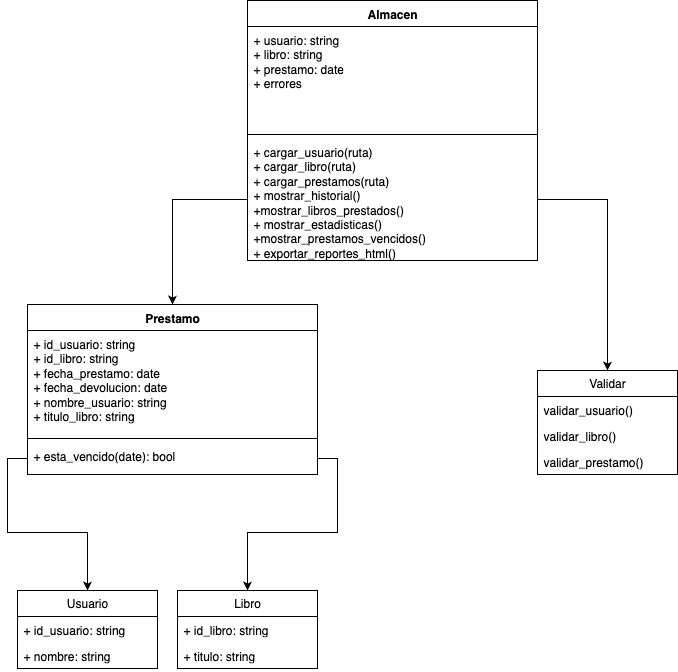 Almacen
+ usuario: string
+ libro: string
+ prestamo: date
+ errores
+ cargar_usuario(ruta)
+ cargar_libro(ruta)
+ cargar_prestamos(ruta)
+ mostrar_historial()
+mostrar_libros_prestados()
+ mostrar_estadisticas()
+mostrar_prestamos_vencidos()
+ exportar_reportes_html()
Prestamo
+ id_usuario: string
+ id_libro: string
+ fecha_prestamo: date
+ fecha_devolucion: date
+ nombre_usuario: string
+ titulo_libro: string
+ esta_vencido(date): bool
Validar
validar_usuario()
validar_libro()
validar_prestamo()
Usuario
+ id_usuario: string
+ nombre: string
Libro
+ id_libro: string
+ titulo: string